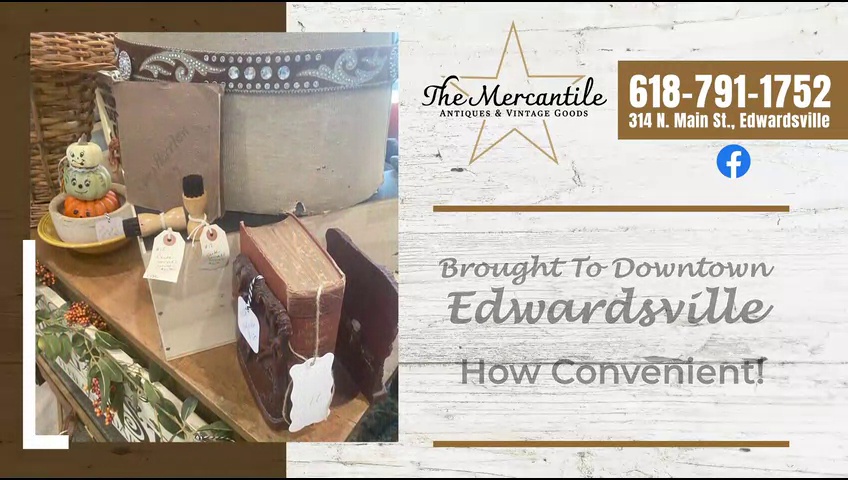 The Mercantile
ANTIQUES & VINTAGE GOODS
618-791-1752
314 N. Main St., Edwardsville
Brought To Downtown
Edwardsville
How Convenient!